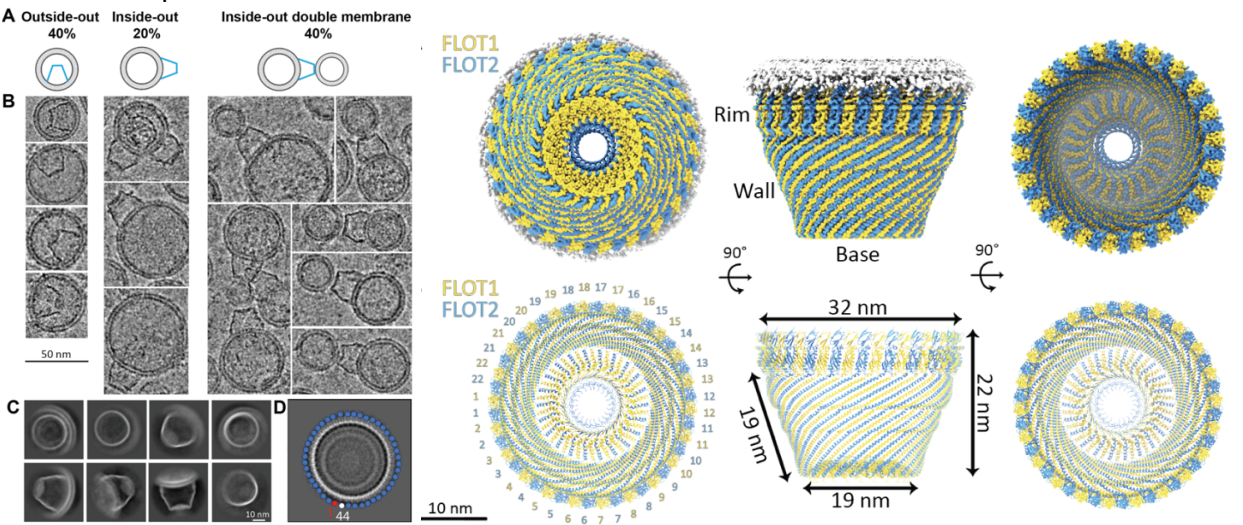 A
Outside-out
40%
Inside-out
20%
Inside-out double membrane
40%
B
50 nm
C
10 nm
D
1
44
FLOT1
FLOT2
Rim
Wall
Base
90°
90°
FLOT1
FLOT2
19 18 18 17 17 16
16
15
15
14
14
13
13
12
12
11
11
10
10
9
9
8
8
7
7
6
6
5
5
4
4
3
3
2
2
1
1
22
22
21
21
20
20
19
10 nm
32 nm
22 nm
19 nm
19 nm